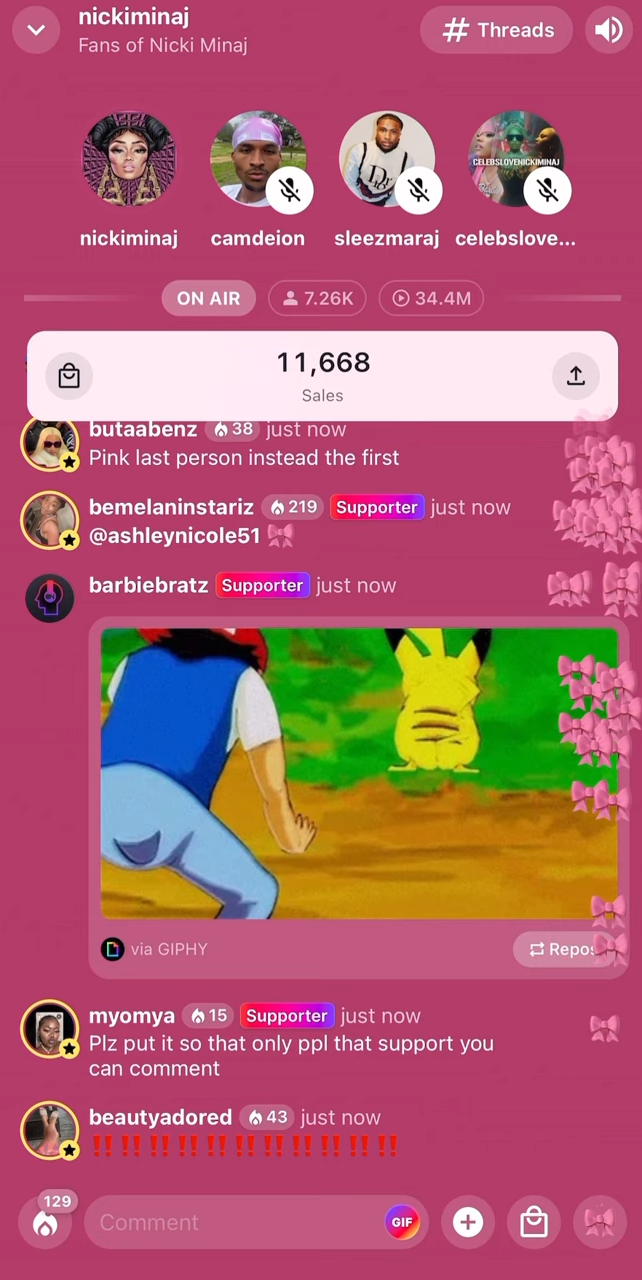 nickiminaj
Fans of Nicki Minaj
# Threads
CELEBSLOVENICKIMINAJ
nickiminaj
camdeion
sleezmaraj
celebslove...
ON AIR
7.26K
34.4M
11,668
Sales
butaabenz 38 just now
Pink last person instead the first
bemelaninstariz 219 Supporter just now
@ashleynicole51 🎀
barbiebratz Supporter just now
via GIPHY
Repos
myomya 15 Supporter just now
Plz put it so that only ppl that support you
can comment
beautyadored 43 just now
‼️‼️‼️‼️‼️‼️‼️‼️‼️‼️‼️
129
Comment
GIF